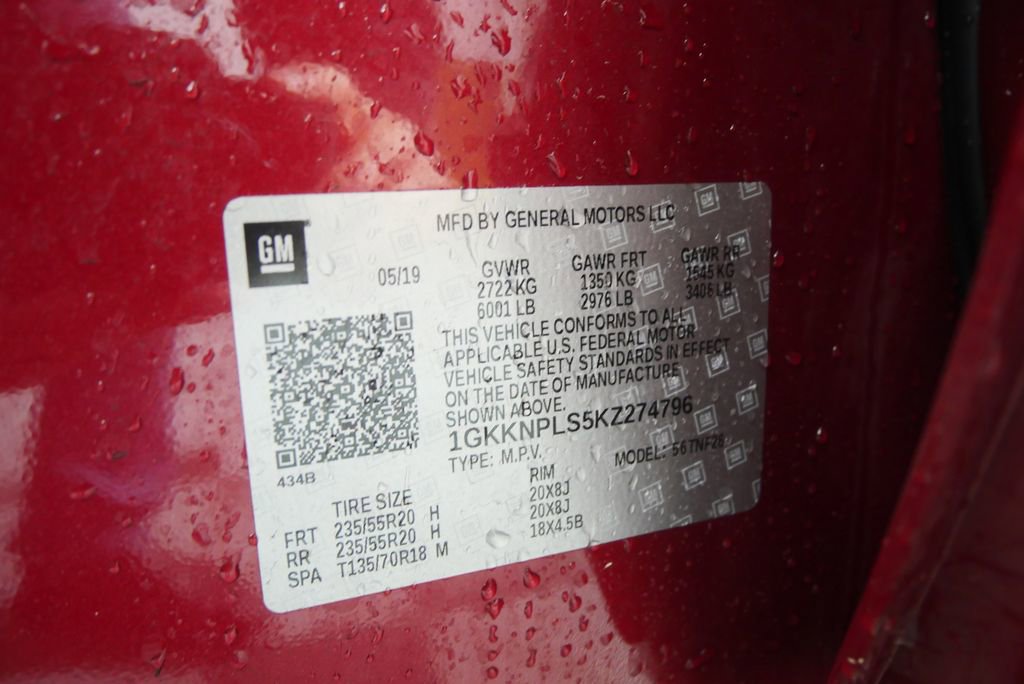 GM
MFD BY GENERAL MOTORS LLC
05/19
GVWR GAWR FRT GAWR RR
2722 KG 1350 KG 1545 KG
6001 LB 2976 LB 3406 LB
THIS VEHICLE CONFORMS TO ALL
APPLICABLE U.S. FEDERAL MOTOR
VEHICLE SAFETY STANDARDS IN EFFECT
ON THE DATE OF MANUFACTURE
SHOWN ABOVE.
1GKKNPLS5KZ274796
TYPE: M.P.V. MODEL:
434B
TIRE SIZE RIM
FRT 235/55R20 H 20X8J
RR 235/55R20 H 20X8J
SPA T135/70R18 M 18X4.5B